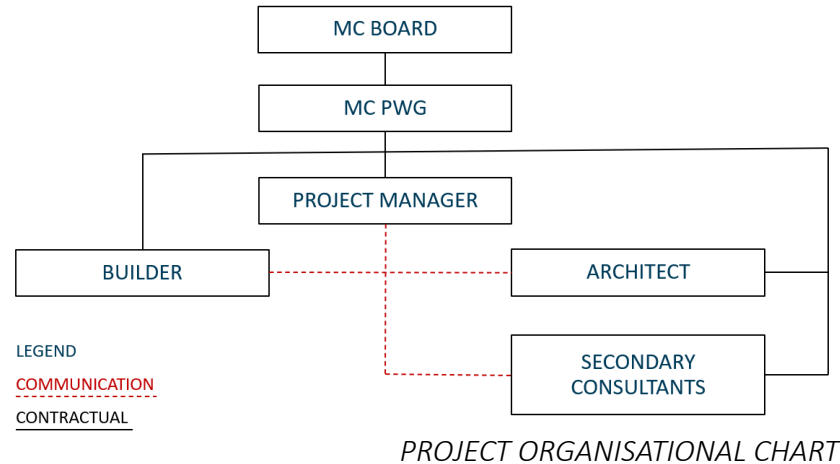 MC BOARD
MC PWG
PROJECT MANAGER
BUILDER
ARCHITECT
SECONDARY
CONSULTANTS
LEGEND
COMMUNICATION
CONTRACTUAL
PROJECT ORGANISATIONAL CHART